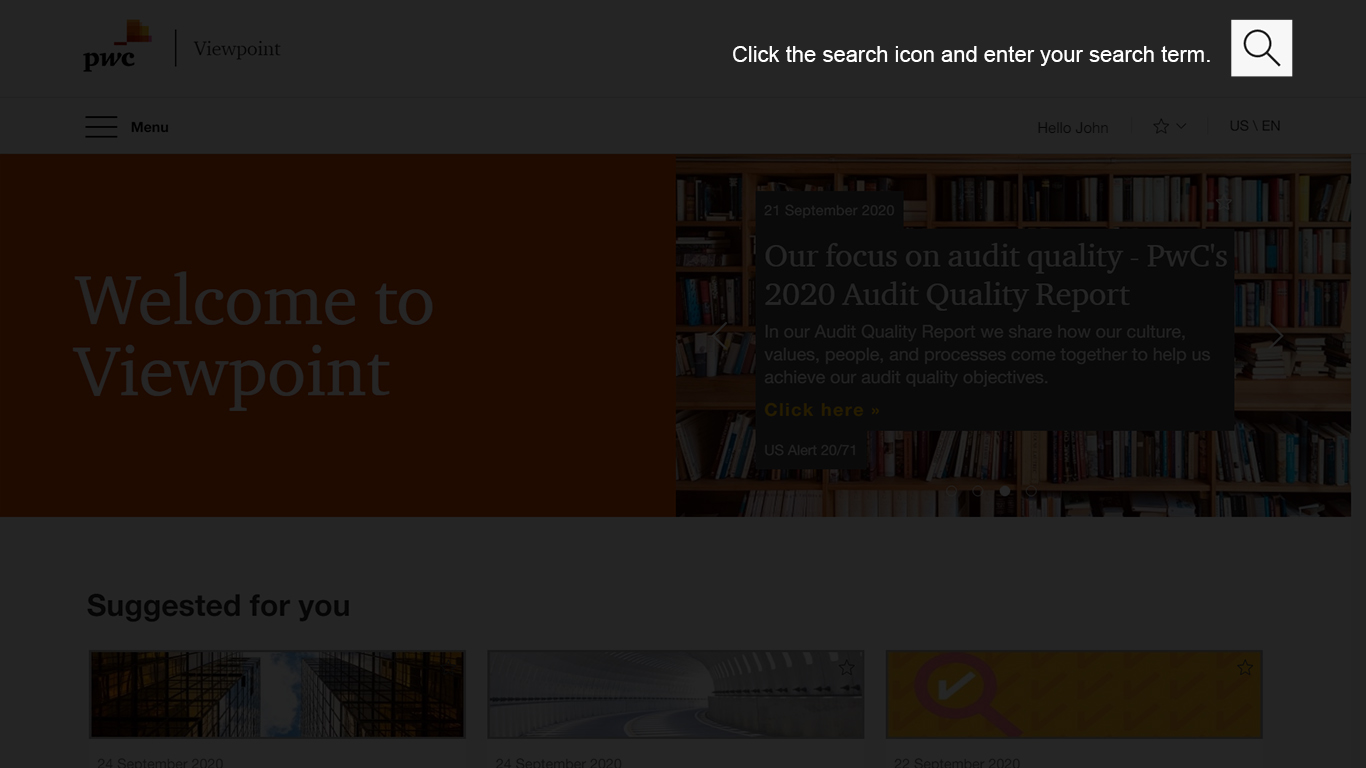 pwc
Viewpoint
Click the search icon and enter your search term.
Menu
Hello John
US \ EN
Welcome to
Viewpoint
21 September 2020
Our focus on audit quality - PwC's
2020 Audit Quality Report
In our Audit Quality Report we share how our culture,
values, people, and processes come together to help us
achieve our audit quality objectives.
Click here »
US Alert 20/71
Suggested for you
24 September 2020
24 September 2020
22 September 2020